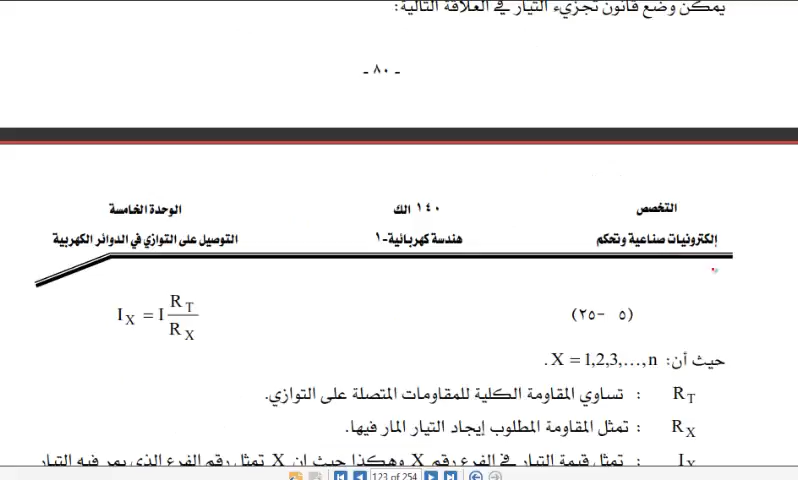 يمكن وضع قانون تجزيء التيار في العلاقة التالية:
- ٨٠ -
التخصص ١٤٠ الك الوحدة الخامسة
إلكترونيات صناعية وتحكم هندسة كهربائية-١ التوصيل على التوازي في الدوائر الكهربية
(٥ -٢٥) I_X = I R_T / R_X
حيث أن: X = 1,2,3,…,n .
R_T : تساوي المقاومة الكلية للمقاومات المتصلة على التوازي.
R_X : تمثل المقاومة المطلوب إيجاد التيار المار فيها.
I_X : تمثل قيمة التيار في الفرع رقم X وهكذا حيث إن X تمثل رقم الفرع الذي يمر فيه التيار
123 of 254